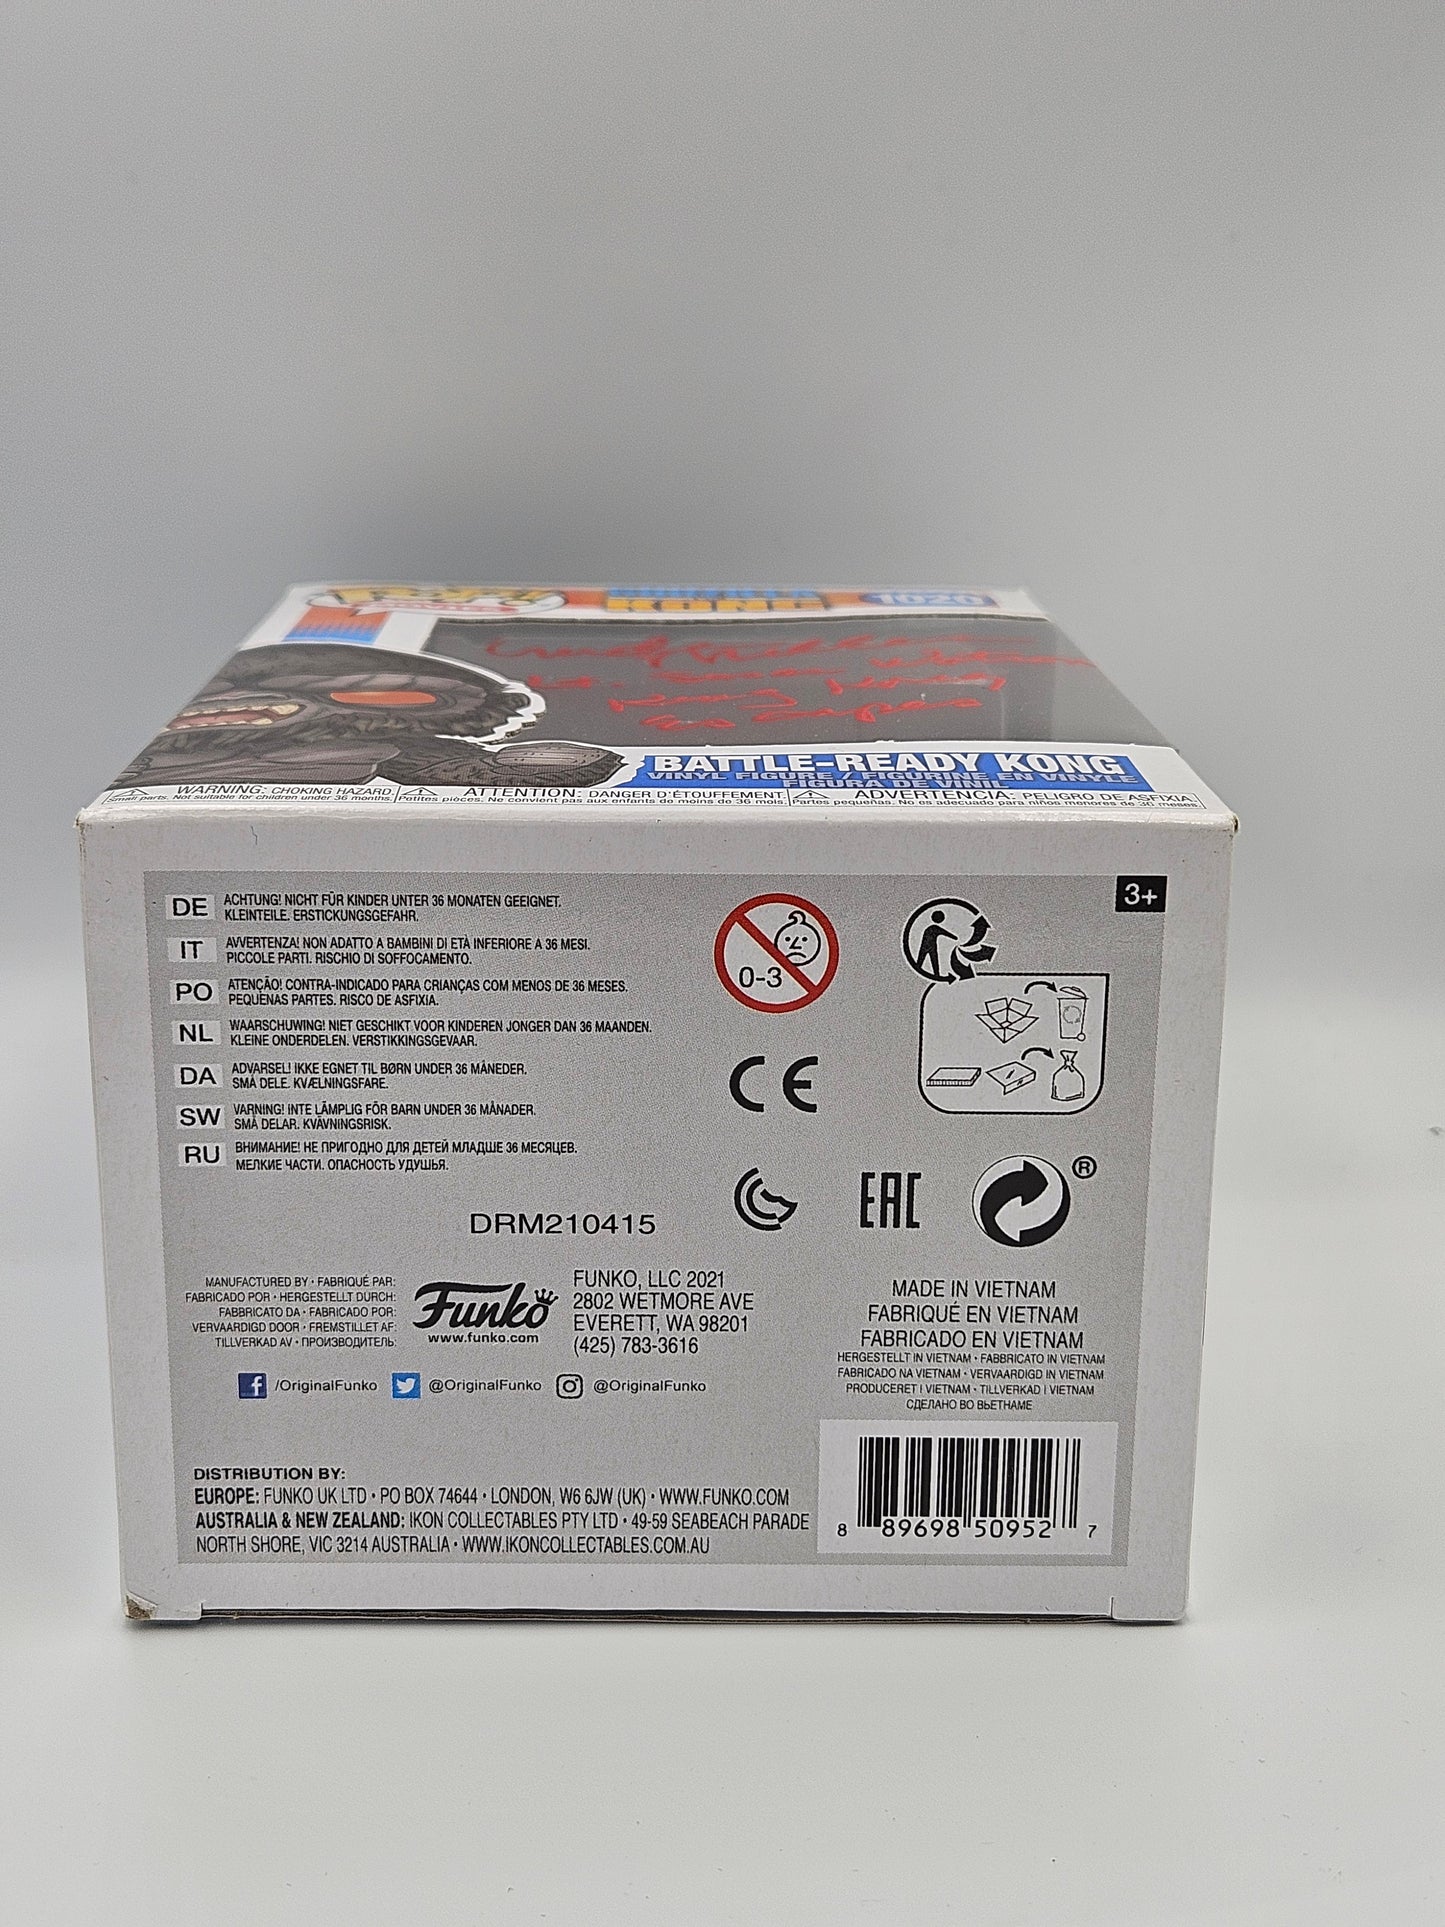 POP!
MOVIES
KONG
1020
BATTLE-READY KONG
VINYL FIGURE / FIGURINE EN VINYLE
FIGURA DE VINIL
WARNING: CHOKING HAZARD.
Small parts. Not suitable for children under 36 months.
ATTENTION: DANGER D'ÉTOUFFEMENT.
Petites pièces. Ne convient pas aux enfants de moins de 36 mois.
ADVERTENCIA: PELIGRO DE ASFIXIA.
Partes pequeñas. No es adecuado para niños menores de 36 meses.
3+
DE ACHTUNG! NICHT FÜR KINDER UNTER 36 MONATEN GEEIGNET.
KLEINTEILE. ERSTICKUNGSGEFAHR.
IT AVVERTENZA! NON ADATTO A BAMBINI DI ETÀ INFERIORE A 36 MESI.
PICCOLE PARTI. RISCHIO DI SOFFOCAMENTO.
PO ATENÇÃO! CONTRA-INDICADO PARA CRIANÇAS COM MENOS DE 36 MESES.
PEQUENAS PARTES. RISCO DE ASFIXIA.
NL WAARSCHUWING! NIET GESCHIKT VOOR KINDEREN JONGER DAN 36 MAANDEN.
KLEINE ONDERDELEN. VERSTIKKINGSGEVAAR.
DA ADVARSEL! IKKE EGNET TIL BØRN UNDER 36 MÅNEDER.
SMÅ DELE. KVÆLNINGSFARE.
SW VARNING! INTE LÄMPLIG FÖR BARN UNDER 36 MÅNADER.
SMÅ DELAR. KVÄVNINGSRISK.
RU ВНИМАНИЕ! НЕ ПРИГОДНО ДЛЯ ДЕТЕЙ МЛАДШЕ 36 МЕСЯЦЕВ.
МЕЛКИЕ ЧАСТИ. ОПАСНОСТЬ УДУШЬЯ.
0-3
CE
EAC
®
DRM210415
MANUFACTURED BY • FABRIQUÉ PAR:
FABRICADO POR • HERGESTELLT DURCH:
FABBRICATO DA • FABRICADO POR:
VERVAARDIGD DOOR • FREMSTILLET AF:
TILLVERKAD AV • ПРОИЗВОДИТЕЛЬ:
Funko
www.funko.com
FUNKO, LLC 2021
2802 WETMORE AVE
EVERETT, WA 98201
(425) 783-3616
MADE IN VIETNAM
FABRIQUÉ EN VIETNAM
FABRICADO EN VIETNAM
HERGESTELLT IN VIETNAM • FABBRICATO IN VIETNAM
FABRICADO NA VIETNAM • VERVAARDIGD IN VIETNAM
PRODUCERET I VIETNAM • TILLVERKAD I VIETNAM
СДЕЛАНО ВО ВЬЕТНАМЕ
/OriginalFunko @OriginalFunko @OriginalFunko
DISTRIBUTION BY:
EUROPE: FUNKO UK LTD • PO BOX 74644 • LONDON, W6 6JW (UK) • WWW.FUNKO.COM
AUSTRALIA & NEW ZEALAND: IKON COLLECTABLES PTY LTD • 49-59 SEABEACH PARADE
NORTH SHORE, VIC 3214 AUSTRALIA • WWW.IKONCOLLECTABLES.COM.AU
8 89698 50952 7